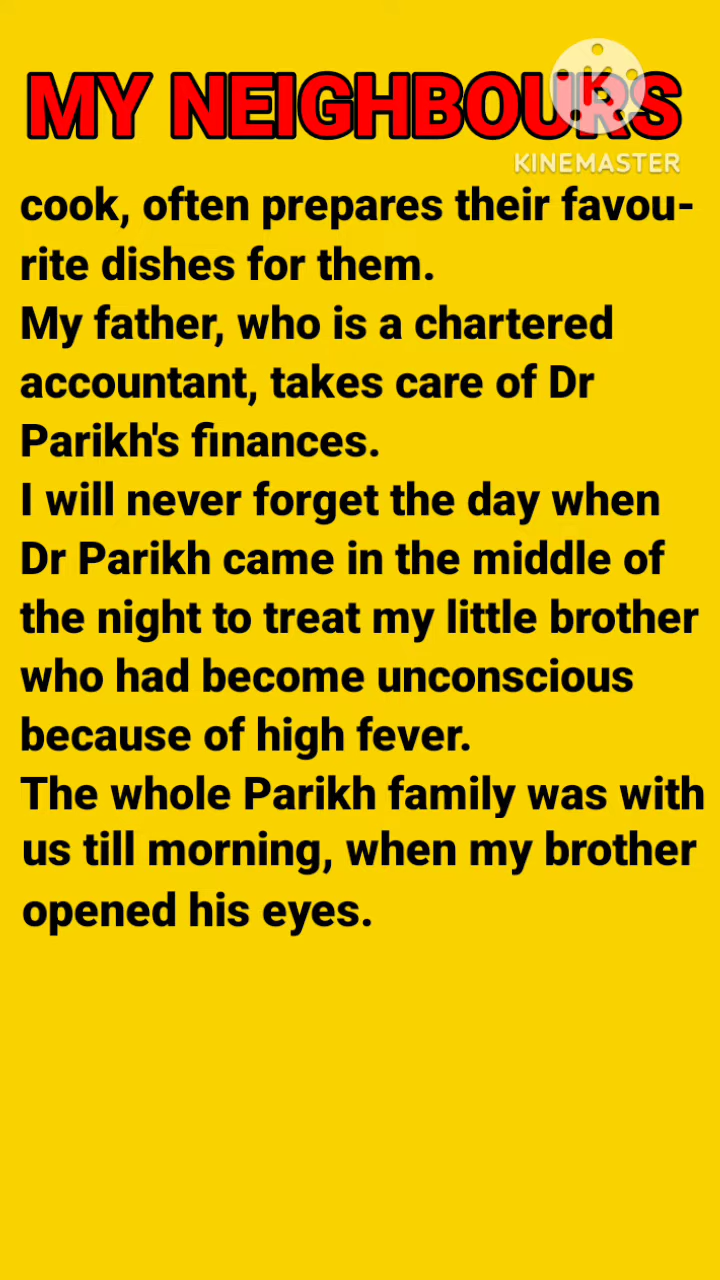 MY NEIGHBOURS
KINEMASTER
cook, often prepares their favou-
rite dishes for them.
My father, who is a chartered
accountant, takes care of Dr
Parikh's finances.
I will never forget the day when
Dr Parikh came in the middle of
the night to treat my little brother
who had become unconscious
because of high fever.
The whole Parikh family was with
us till morning, when my brother
opened his eyes.